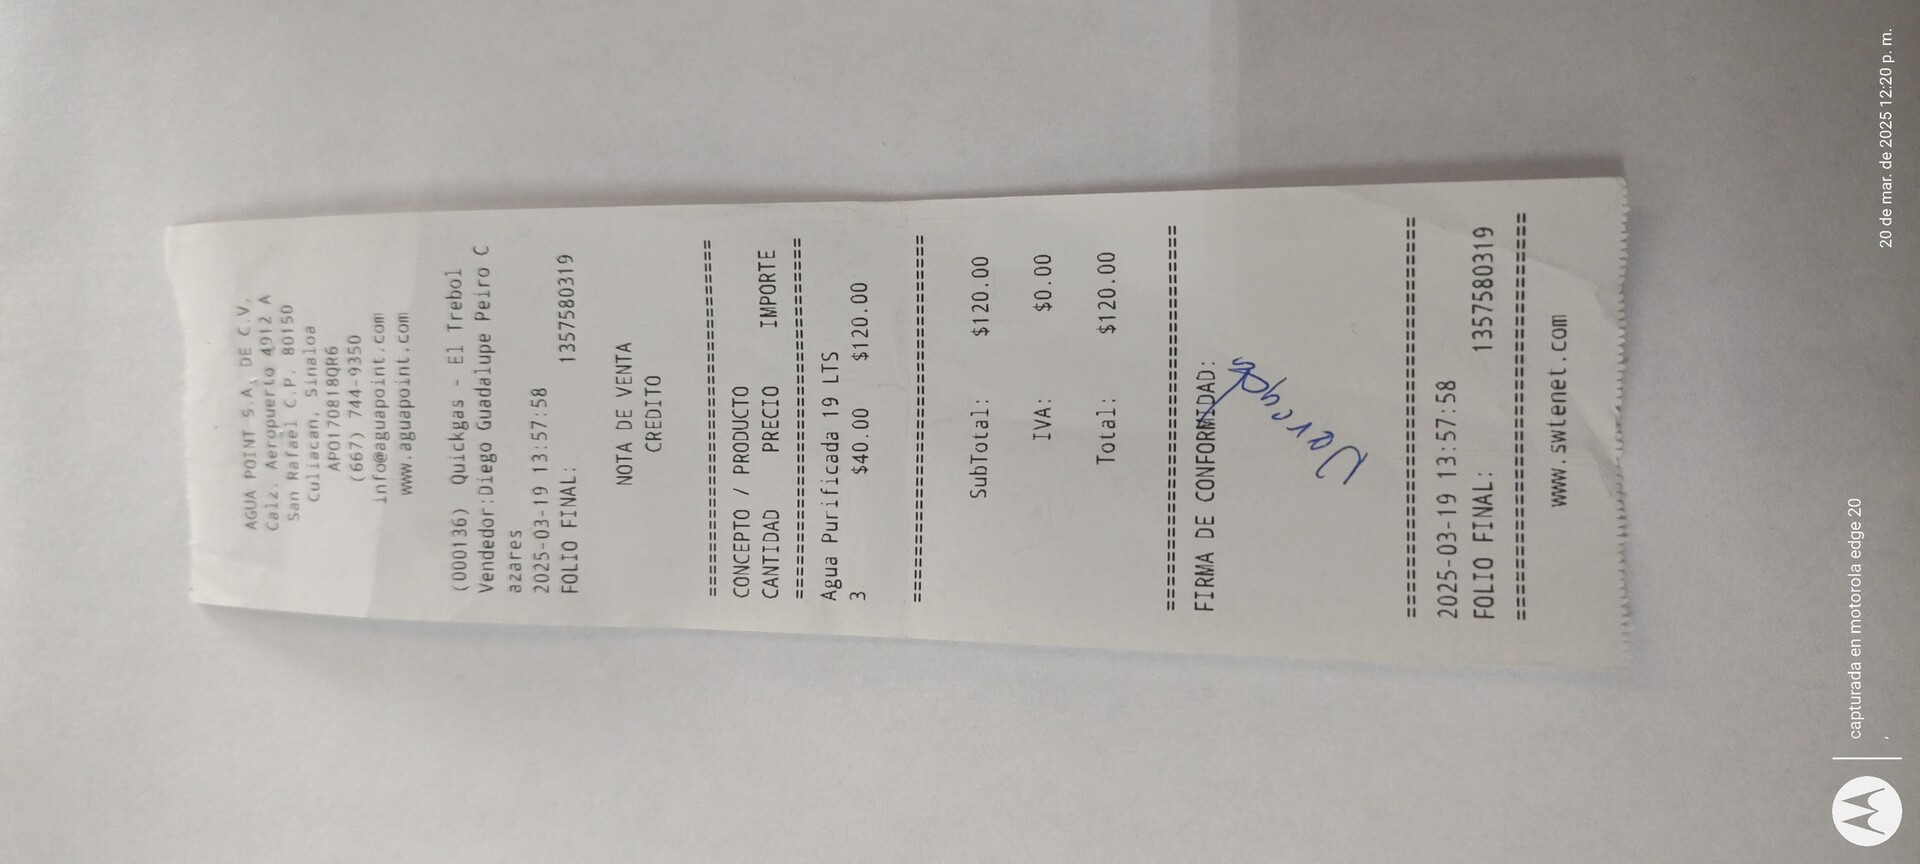 AGUA POINT S.A, DE C.V.
Calz. Aeropuerto 4912 A
San Rafael C.P. 80150
Culiacan, Sinaloa
APO170818QR6
(667) 744-9350
info@aguapoint.com
www.aguapoint.com
(000136) Quickgas - El Trebol
Vendedor:Diego Guadalupe Peiro C
azares
2025-03-19 13:57:58
FOLIO FINAL: 1357580319
NOTA DE VENTA
CREDITO
================================
CONCEPTO / PRODUCTO
CANTIDAD PRECIO IMPORTE
================================
Agua Purificada 19 LTS
3 $40.00 $120.00
================================
SubTotal: $120.00
IVA: $0.00
Total: $120.00
================================
FIRMA DE CONFORMIDAD:
================================
2025-03-19 13:57:58
FOLIO FINAL: 1357580319
================================
www.swtenet.com
capturada en motorola edge 20
20 de mar. de 2025 12:20 p. m.